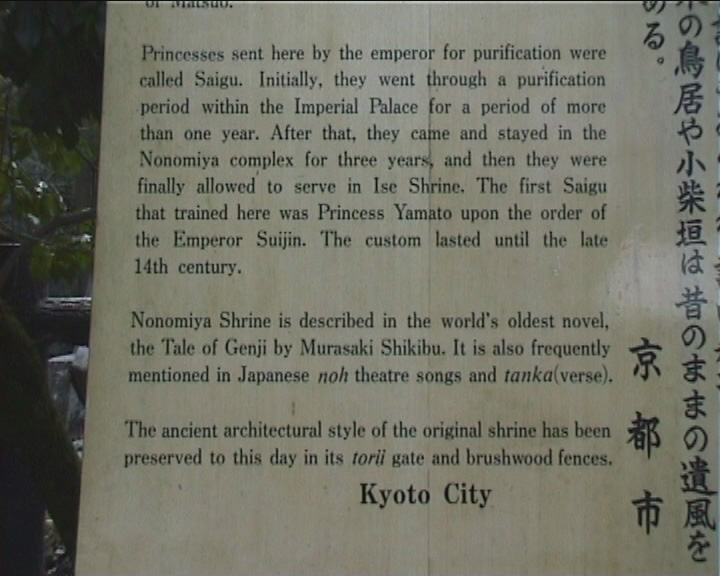 of Matsuo.
Princesses sent here by the emperor for purification were
called Saigu. Initially, they went through a purification
period within the Imperial Palace for a period of more
than one year. After that, they came and stayed in the
Nonomiya complex for three years, and then they were
finally allowed to serve in Ise Shrine. The first Saigu
that trained here was Princess Yamato upon the order of
the Emperor Suijin. The custom lasted until the late
14th century.
Nonomiya Shrine is described in the world's oldest novel,
the Tale of Genji by Murasaki Shikibu. It is also frequently
mentioned in Japanese noh theatre songs and tanka(verse).
The ancient architectural style of the original shrine has been
preserved to this day in its torii gate and brushwood fences.
Kyoto City
の鳥居や小柴垣は昔のままの遺風を
ある。
京都市